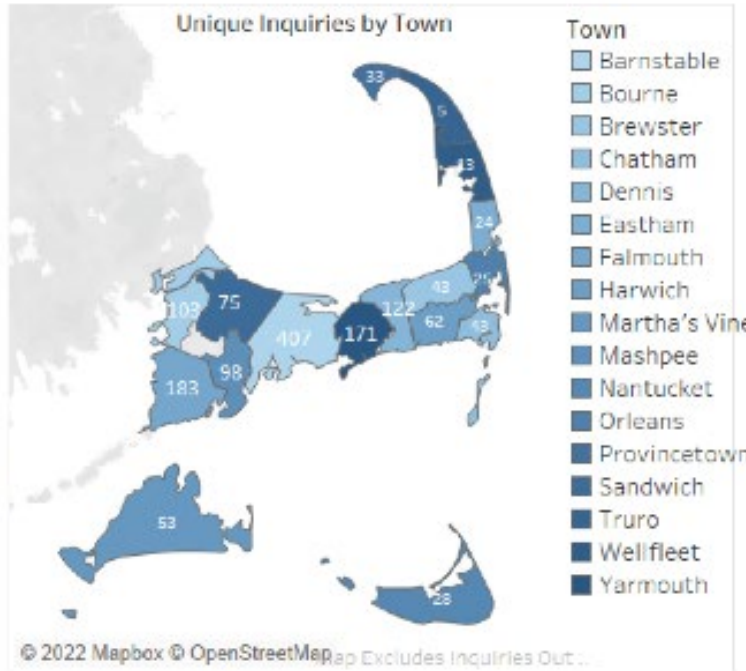 Unique Inquiries by Town
33
5
13
24
103
75
407
171
122
43
62
183
98
53
28
Town
Barnstable
Bourne
Brewster
Chatham
Dennis
Eastham
Falmouth
Harwich
Martha's Vine
Mashpee
Nantucket
Orleans
Provincetown
Sandwich
Truro
Wellfleet
Yarmouth
© 2022 Mapbox © OpenStreetMap
Map Excludes Inquiries Out ..